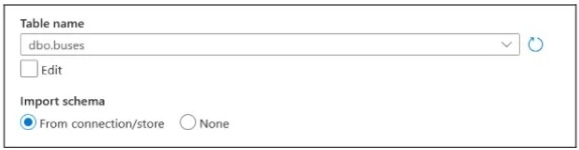 Table name
dbo.buses
Edit
Import schema
From connection/store None